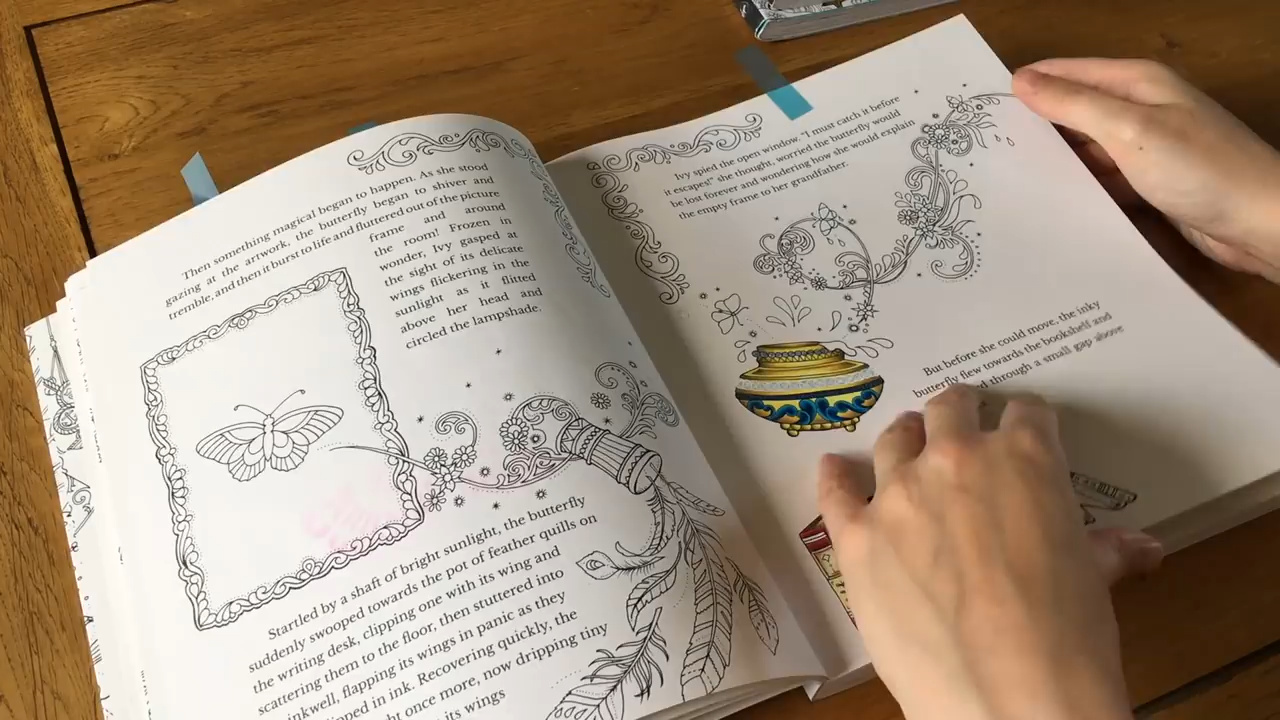 Then something magical began to happen. As she stood
gazing at the artwork, the butterfly began to shiver and
tremble, and then it burst to life and fluttered out of the picture
frame and around
the room! Frozen in
wonder, Ivy gasped at
the sight of its delicate
wings flickering in the
sunlight as it flitted
above her head and
circled the lampshade.
Startled by a shaft of bright sunlight, the butterfly
suddenly swooped towards the pot of feather quills on
the writing desk, clipping one with its wing and
scattering them to the floor, then stuttered into
inkwell, flapping its wings in panic as they
in ink. Recovering quickly, the
once more, now dripping tiny
its wings
Ivy spied the open window. "I must catch it before
it escapes!" she thought, worried the butterfly would
be lost forever and wondering how she would explain
the empty frame to her grandfather.
But before she could move, the inky
butterfly flew towards the bookshelf and
through a small gap above